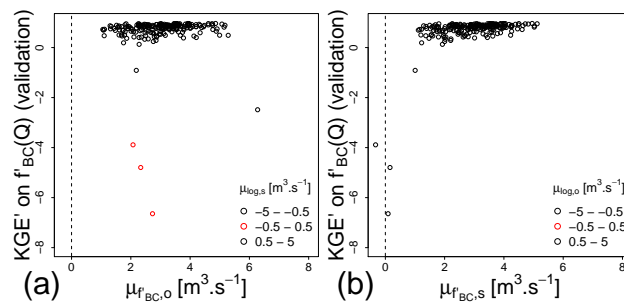 KGE' on f'BC(Q) (validation)
0
−2
−4
−6
−8
μlog,s [m³.s−1]
−5 − −0.5
−0.5 − 0.5
0.5 − 5
0 2 4 6 8
(a)
μf'BC,o [m³.s−1]
KGE' on f'BC(Q) (validation)
0
−2
−4
−6
−8
μlog,o [m³.s−1]
−5 − −0.5
−0.5 − 0.5
0.5 − 5
0 2 4 6 8
(b)
μf'BC,s [m³.s−1]